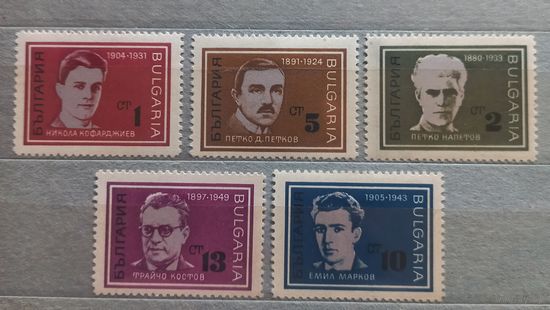 1904-1931
БЪЛГАРИЯ
BULGARIA
СТ
1
НИКОЛА КОФАРДЖИЕВ
1891-1924
БЪЛГАРИЯ
BULGARIA
СТ
5
ПЕТКО Д. ПЕТКОВ
1880-1933
БЪЛГАРИЯ
BULGARIA
СТ
2
ПЕТКО НАПЕТОВ
1897-1949
БЪЛГАРИЯ
BULGARIA
СТ
13
ТРАЙЧО КОСТОВ
1905-1943
БЪЛГАРИЯ
BULGARIA
СТ
10
ЕМИЛ МАРКОВ